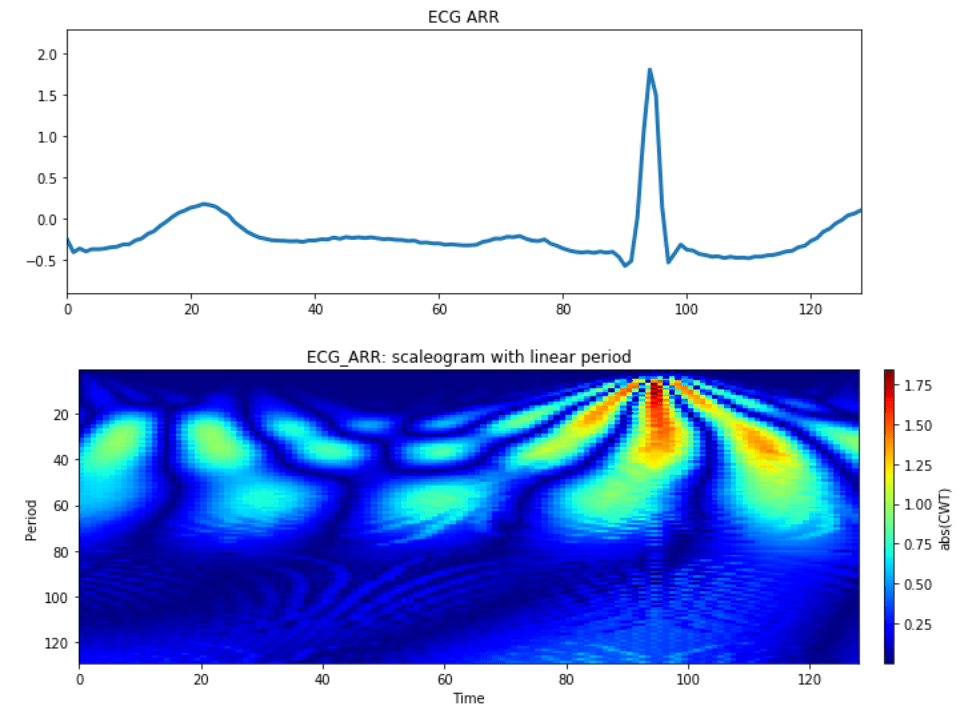 ECG ARR
2.0
1.5
1.0
0.5
0.0
−0.5
0 20 40 60 80 100 120
ECG_ARR: scaleogram with linear period
20
40
60
80
100
120
Period
0 20 40 60 80 100 120
Time
1.75
1.50
1.25
1.00
0.75
0.50
0.25
abs(CWT)